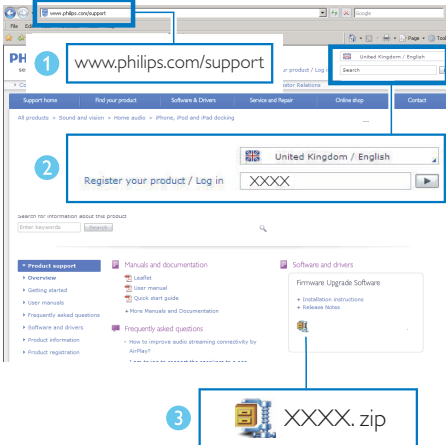 www.philips.com/support
Google
File
Page
PH
1 www.philips.com/support
United Kingdom / English
Search
Support home Find your product Software & Drivers Service and Repair Online shop Contact
All products > Sound and vision > Home audio > iPhone, iPod and iPad docking
2 United Kingdom / English
Register your product / Log in XXXX
Search for information about this product
Enter keywords Search
Product support
Overview
Getting started
User manuals
Frequently asked questions
Software and drivers
Product information
Product registration
Manuals and documentation
Leaflet
User manual
Quick start guide
+ More Manuals and Documentation
Frequently asked questions
How to improve audio streaming connectivity by
AirPlay?
Software and drivers
Firmware Upgrade Software
+ Installation instructions
+ Release Notes
3 XXXX. zip